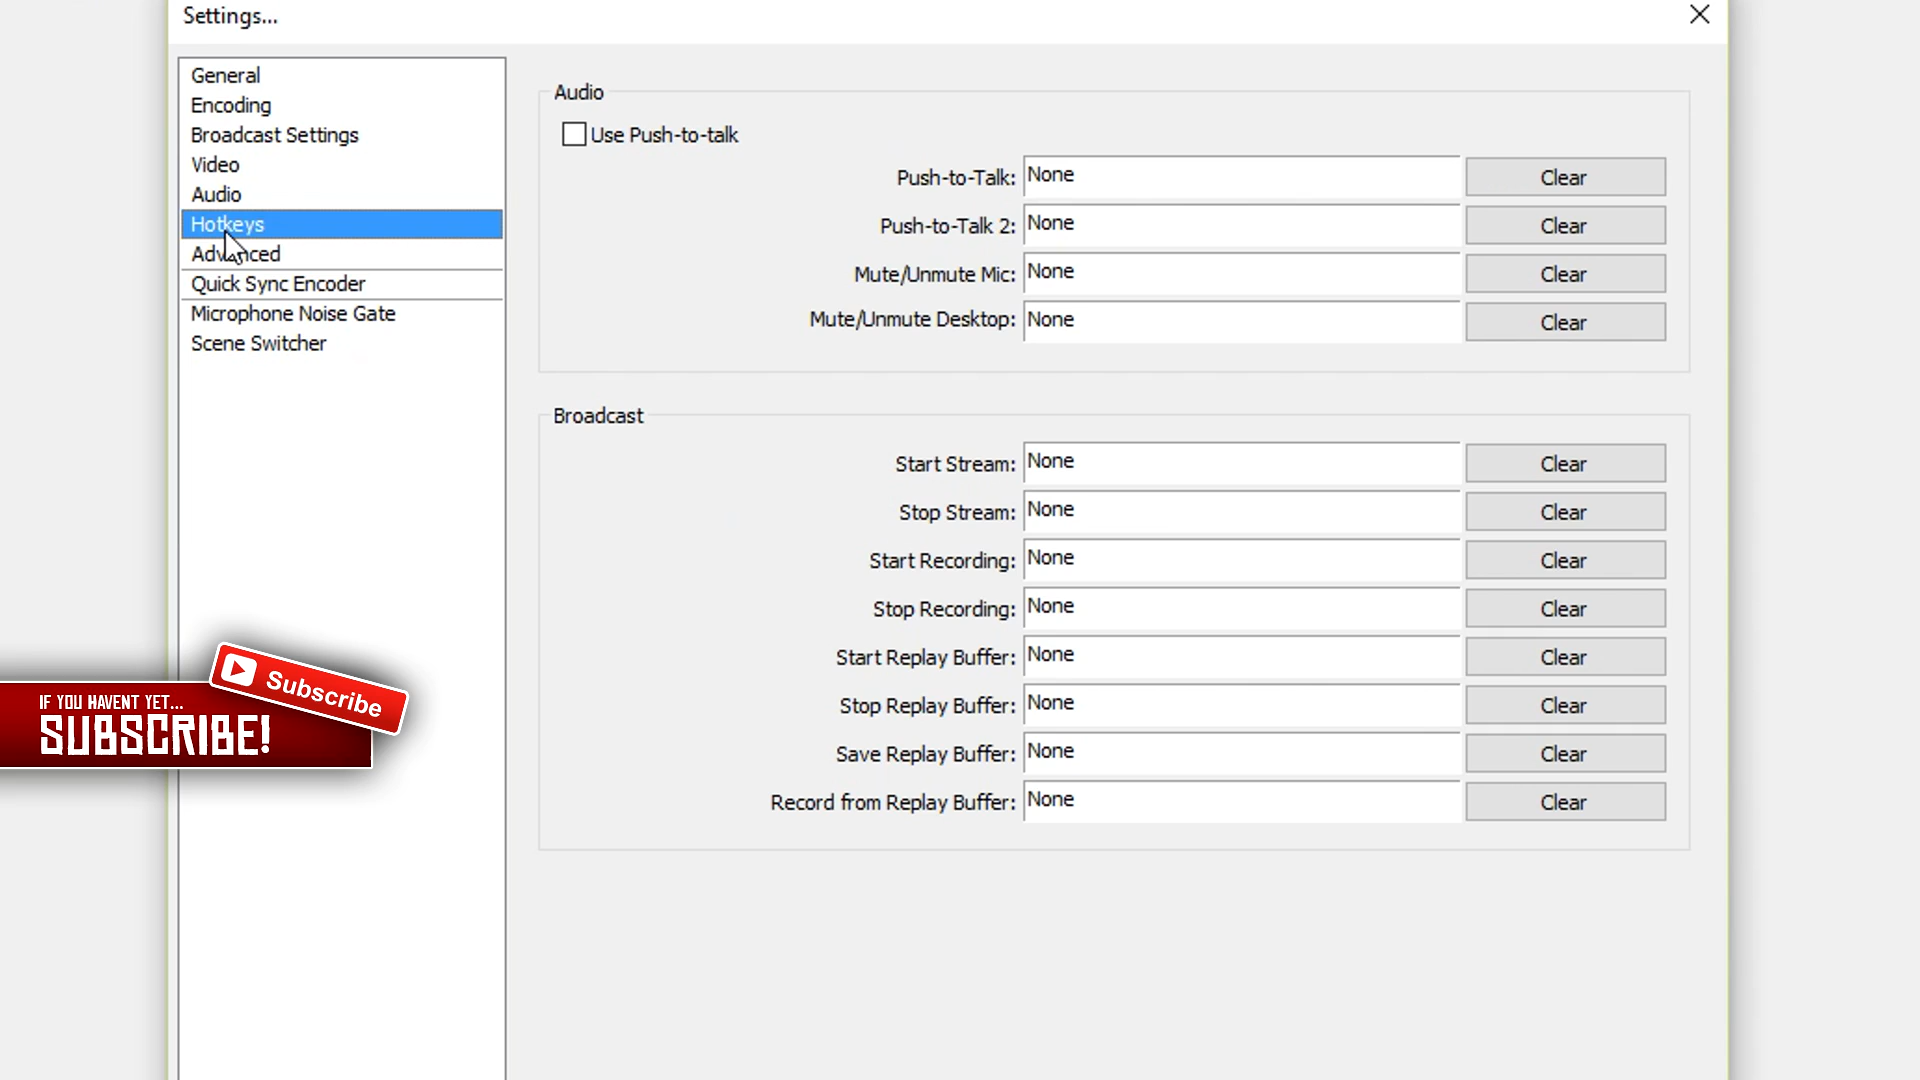 Settings...
General
Encoding
Broadcast Settings
Video
Audio
Hotkeys
Advanced
Quick Sync Encoder
Microphone Noise Gate
Scene Switcher
Audio
Use Push-to-talk
Push-to-Talk: None Clear
Push-to-Talk 2: None Clear
Mute/Unmute Mic: None Clear
Mute/Unmute Desktop: None Clear
Broadcast
Start Stream: None Clear
Stop Stream: None Clear
Start Recording: None Clear
Stop Recording: None Clear
Start Replay Buffer: None Clear
Stop Replay Buffer: None Clear
Save Replay Buffer: None Clear
Record from Replay Buffer: None Clear
Subscribe
IF YOU HAVENT YET...
SUBSCRIBE!